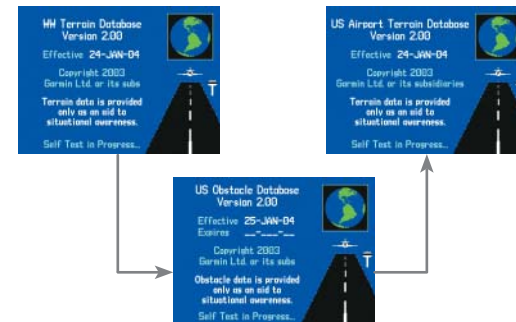 WW Terrain Database
Version 2.00
Effective 24-JAN-04
Copyright 2003
Garmin Ltd. or its subs
Terrain data is provided
only as an aid to
situational awareness.
Self Test in Progress...
US Obstacle Database
Version 2.00
Effective 25-JAN-04
Expires __-___-__
Copyright 2003
Garmin Ltd. or its subs
Obstacle data is provided
only as an aid to
situational awareness.
Self Test in Progress...
US Airport Terrain Database
Version 2.00
Effective 24-JAN-04
Copyright 2003
Garmin Ltd. or its subsidiaries
Terrain data is provided
only as an aid to
situational awareness.
Self Test in Progress...